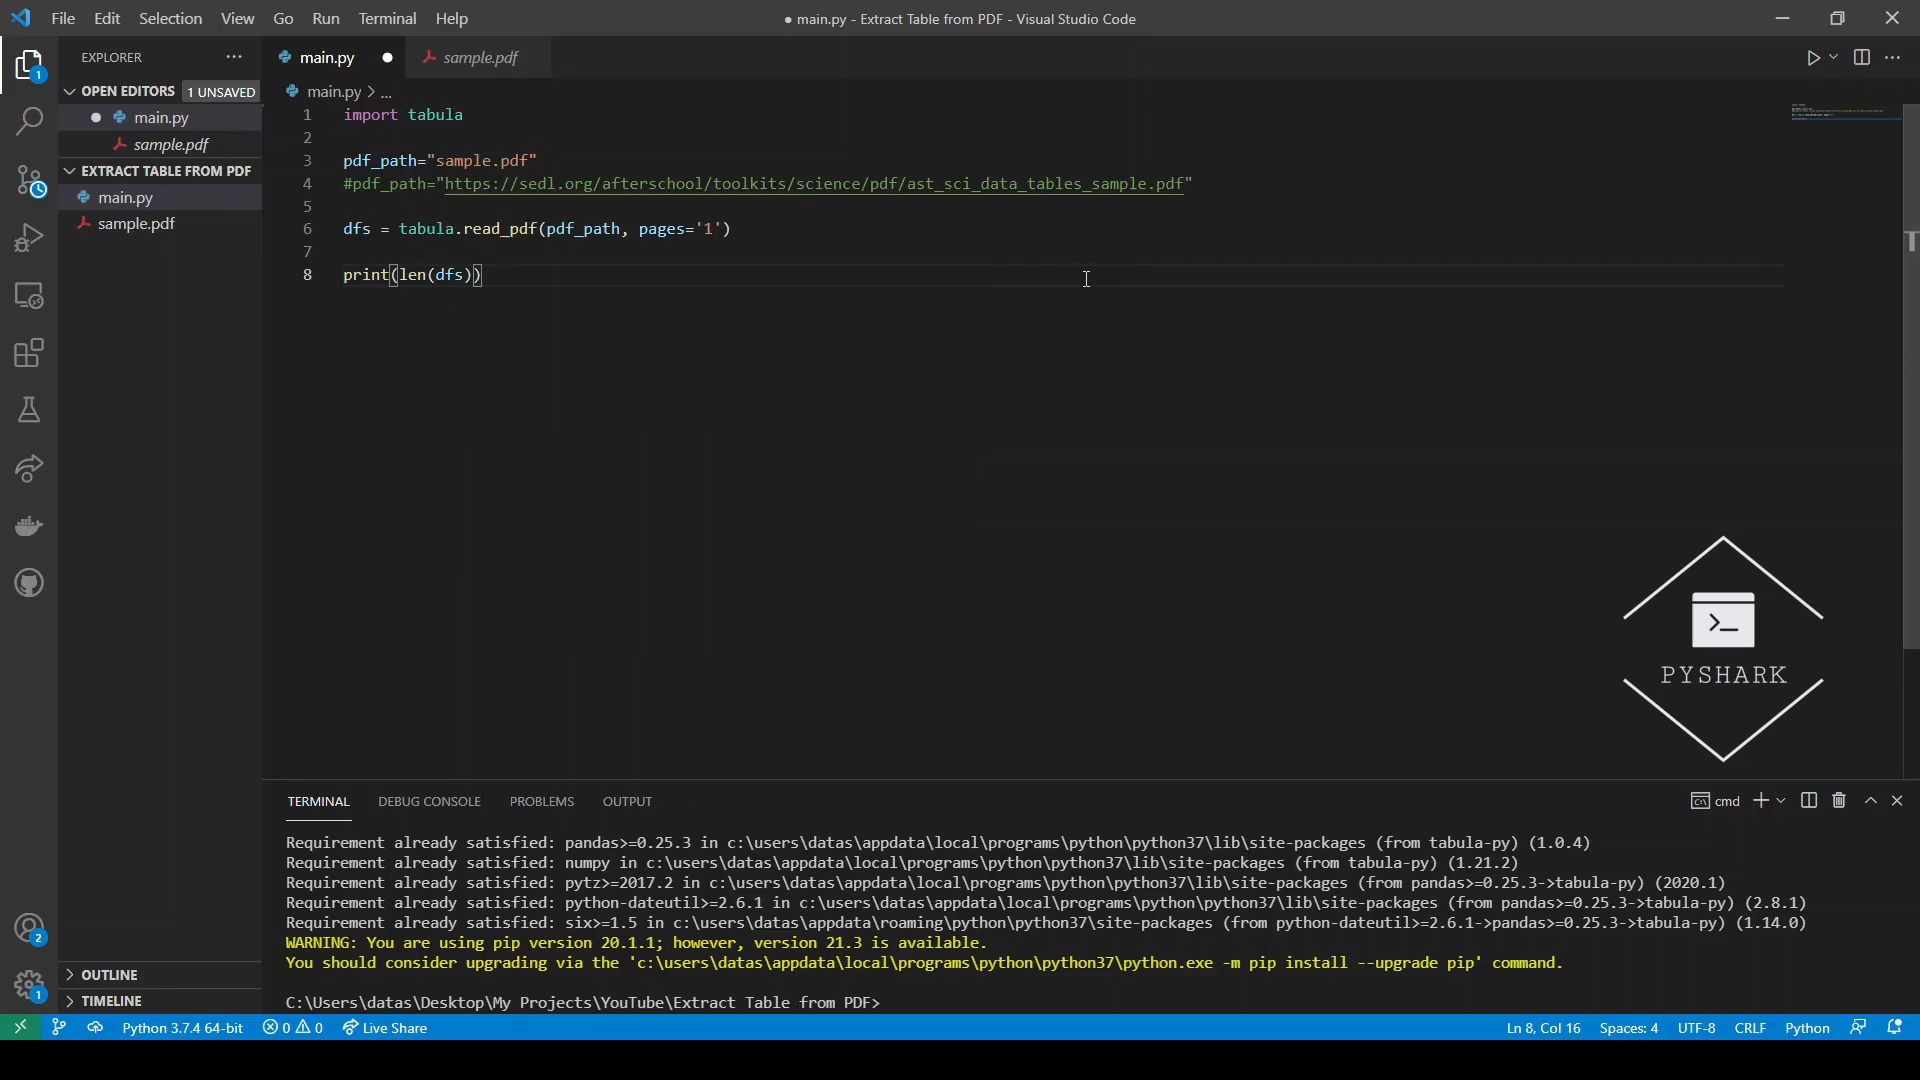 File Edit Selection View Go Run Terminal Help
● main.py - Extract Table from PDF - Visual Studio Code
EXPLORER
OPEN EDITORS 1 UNSAVED
main.py
sample.pdf
EXTRACT TABLE FROM PDF
main.py
sample.pdf
OUTLINE
TIMELINE
1
2
1
main.py
sample.pdf
main.py > ...
1 import tabula
2
3 pdf_path="sample.pdf"
4 #pdf_path="https://sedl.org/afterschool/toolkits/science/pdf/ast_sci_data_tables_sample.pdf"
5
6 dfs = tabula.read_pdf(pdf_path, pages='1')
7
8 print(len(dfs))
PYSHARK
TERMINAL DEBUG CONSOLE PROBLEMS OUTPUT
cmd
Requirement already satisfied: pandas>=0.25.3 in c:\users\datas\appdata\local\programs\python\python37\lib\site-packages (from tabula-py) (1.0.4)
Requirement already satisfied: numpy in c:\users\datas\appdata\local\programs\python\python37\lib\site-packages (from tabula-py) (1.21.2)
Requirement already satisfied: pytz>=2017.2 in c:\users\datas\appdata\local\programs\python\python37\lib\site-packages (from pandas>=0.25.3->tabula-py) (2020.1)
Requirement already satisfied: python-dateutil>=2.6.1 in c:\users\datas\appdata\local\programs\python\python37\lib\site-packages (from pandas>=0.25.3->tabula-py) (2.8.1)
Requirement already satisfied: six>=1.5 in c:\users\datas\appdata\roaming\python\python37\site-packages (from python-dateutil>=2.6.1->pandas>=0.25.3->tabula-py) (1.14.0)
WARNING: You are using pip version 20.1.1; however, version 21.3 is available.
You should consider upgrading via the 'c:\users\datas\appdata\local\programs\python\python37\python.exe -m pip install --upgrade pip' command.
C:\Users\datas\Desktop\My Projects\YouTube\Extract Table from PDF>
Python 3.7.4 64-bit 0 0 Live Share
Ln 8, Col 16 Spaces: 4 UTF-8 CRLF Python